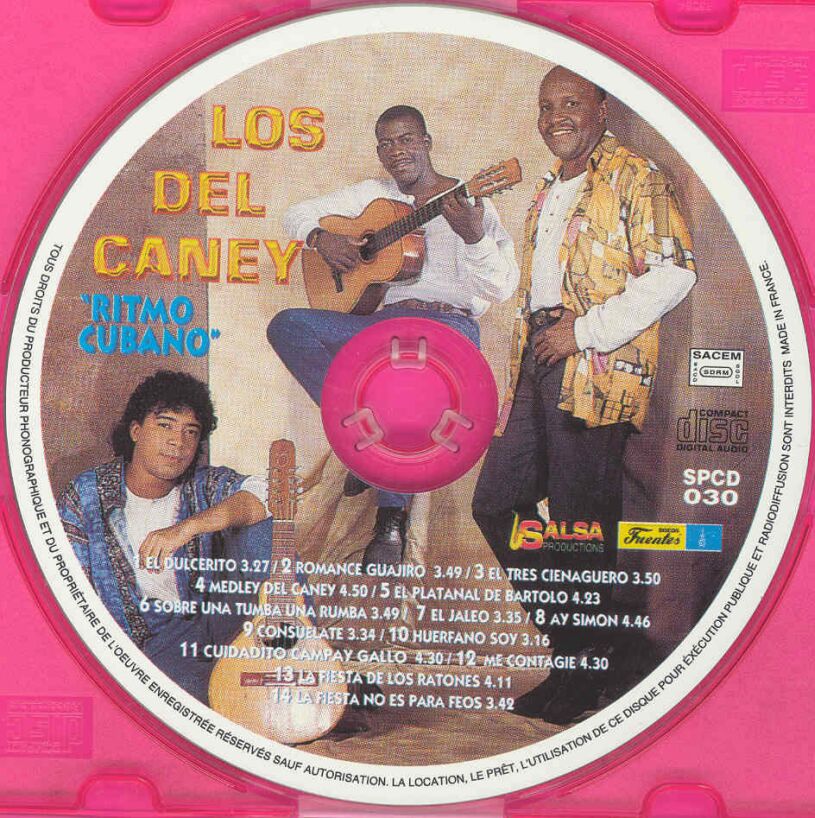 LOS
DEL
CANEY
"RITMO
CUBANO"
SACEM
SACD SDRM SGDL
COMPACT
disc
DIGITAL AUDIO
SPCD
030
SALSA
PRODUCTIONS
DISCOS
Fuentes
1 EL DULCERITO 3.27 / 2 ROMANCE GUAJIRO 3.49 / 3 EL TRES CIENAGUERO 3.50
4 MEDLEY DEL CANEY 4.50 / 5 EL PLATANAL DE BARTOLO 4.23
6 SOBRE UNA TUMBA UNA RUMBA 3.49 / 7 EL JALEO 3.35 / 8 AY SIMON 4.46
9 CONSUELATE 3.34 / 10 HUERFANO SOY 3.16
11 CUIDADITO CAMPAY GALLO 4.30 / 12 ME CONTAGIE 4.30
13 LA FIESTA DE LOS RATONES 4.11
14 LA FIESTA NO ES PARA FEOS 3.42
TOUS DROITS DU PRODUCTEUR PHONOGRAPHIQUE ET DU PROPRIÉTAIRE DE L'OEUVRE ENREGISTRÉE RÉSERVÉS SAUF AUTORISATION. LA LOCATION, LE PRÊT, L'UTILISATION DE CE DISQUE POUR ÉXÉCUTION PUBLIQUE ET RADIODIFFUSION SONT INTERDITS MADE IN FRANCE.